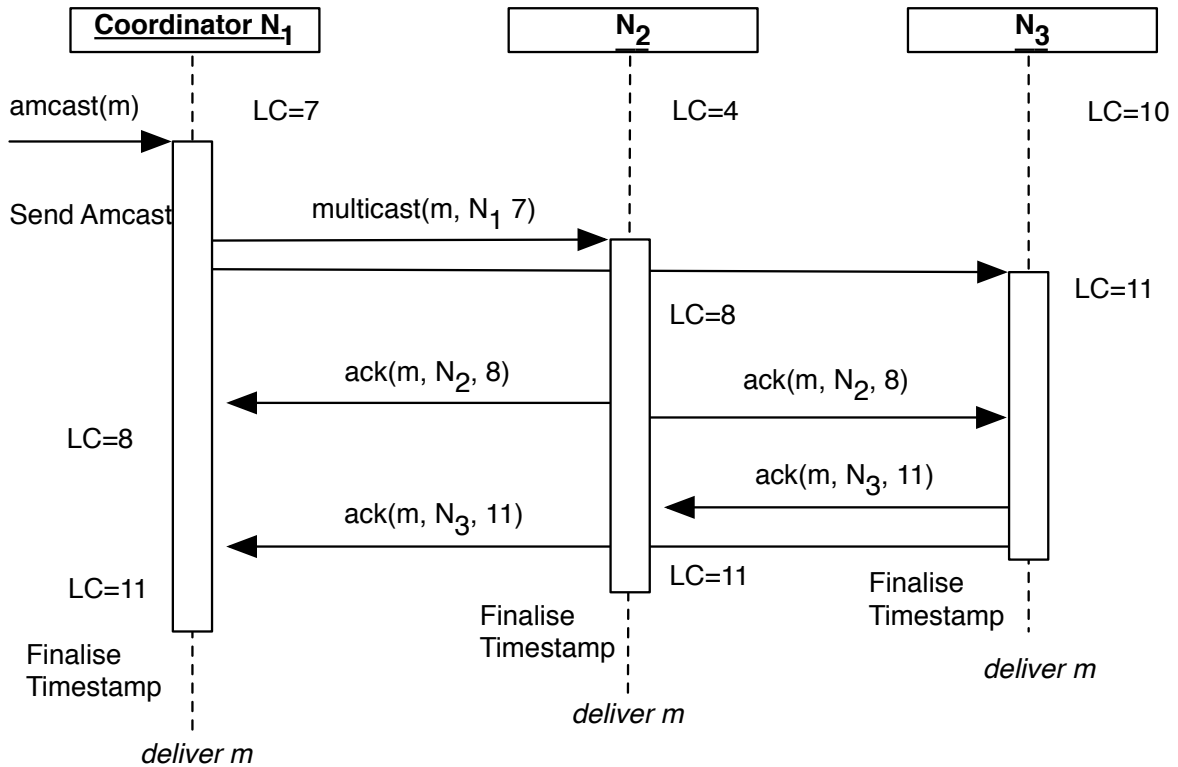 Coordinator N1
N2
N3
amcast(m)
LC=7
LC=4
LC=10
Send Amcast
multicast(m, N1 7)
LC=11
LC=8
ack(m, N2, 8)
ack(m, N2, 8)
LC=8
ack(m, N3, 11)
ack(m, N3, 11)
LC=11
LC=11
Finalise
Timestamp
Finalise
Timestamp
Finalise
Timestamp
deliver m
deliver m
deliver m